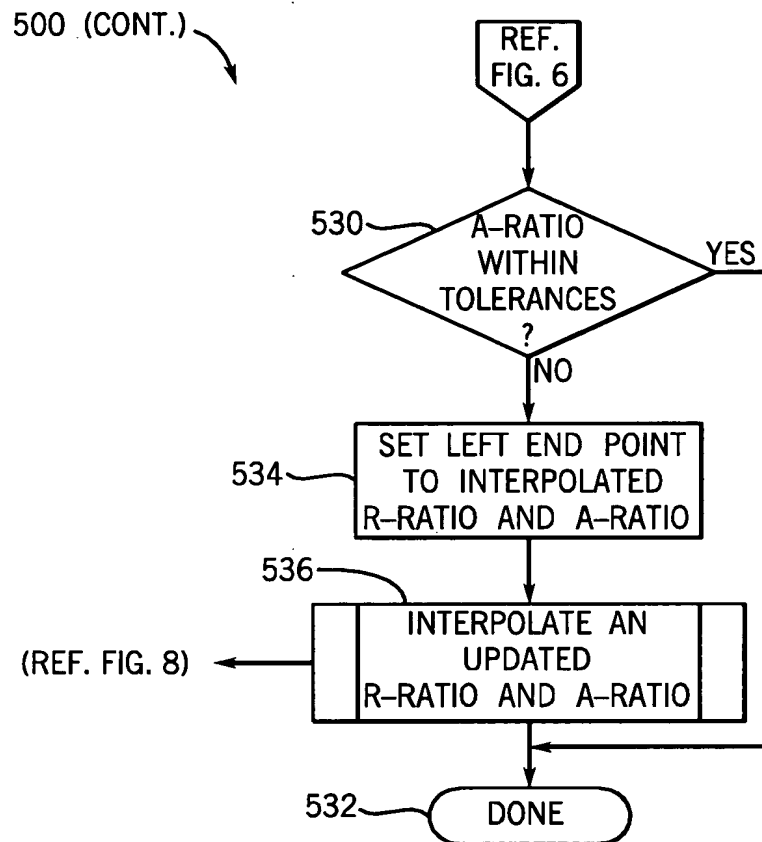 500 (CONT.)
REF.
FIG. 6
530
A–RATIO
WITHIN
TOLERANCES
?
YES
NO
534
SET LEFT END POINT
TO INTERPOLATED
R–RATIO AND A–RATIO
536
INTERPOLATE AN
UPDATED
R–RATIO AND A–RATIO
(REF. FIG. 8)
532
DONE